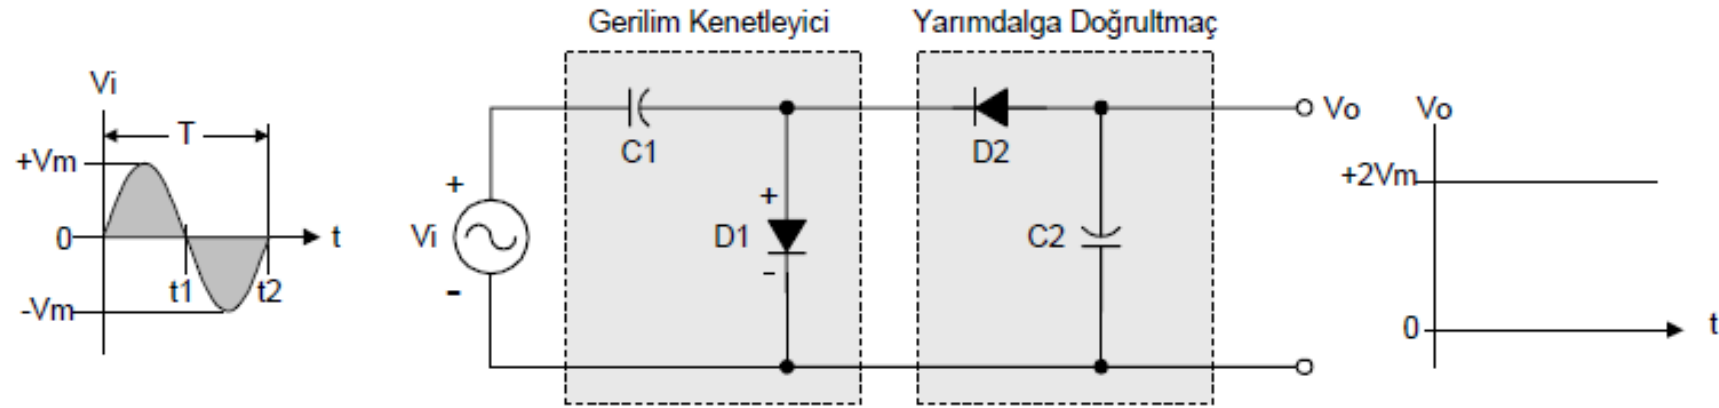 Gerilim Kenetleyici
Yarımdalga Doğrultmaç
Vi
T
+Vm
0
t
t1
t2
-Vm
C1
D2
Vo
Vo
+
+2Vm
+
Vi
D1
C2
-
-
0
t